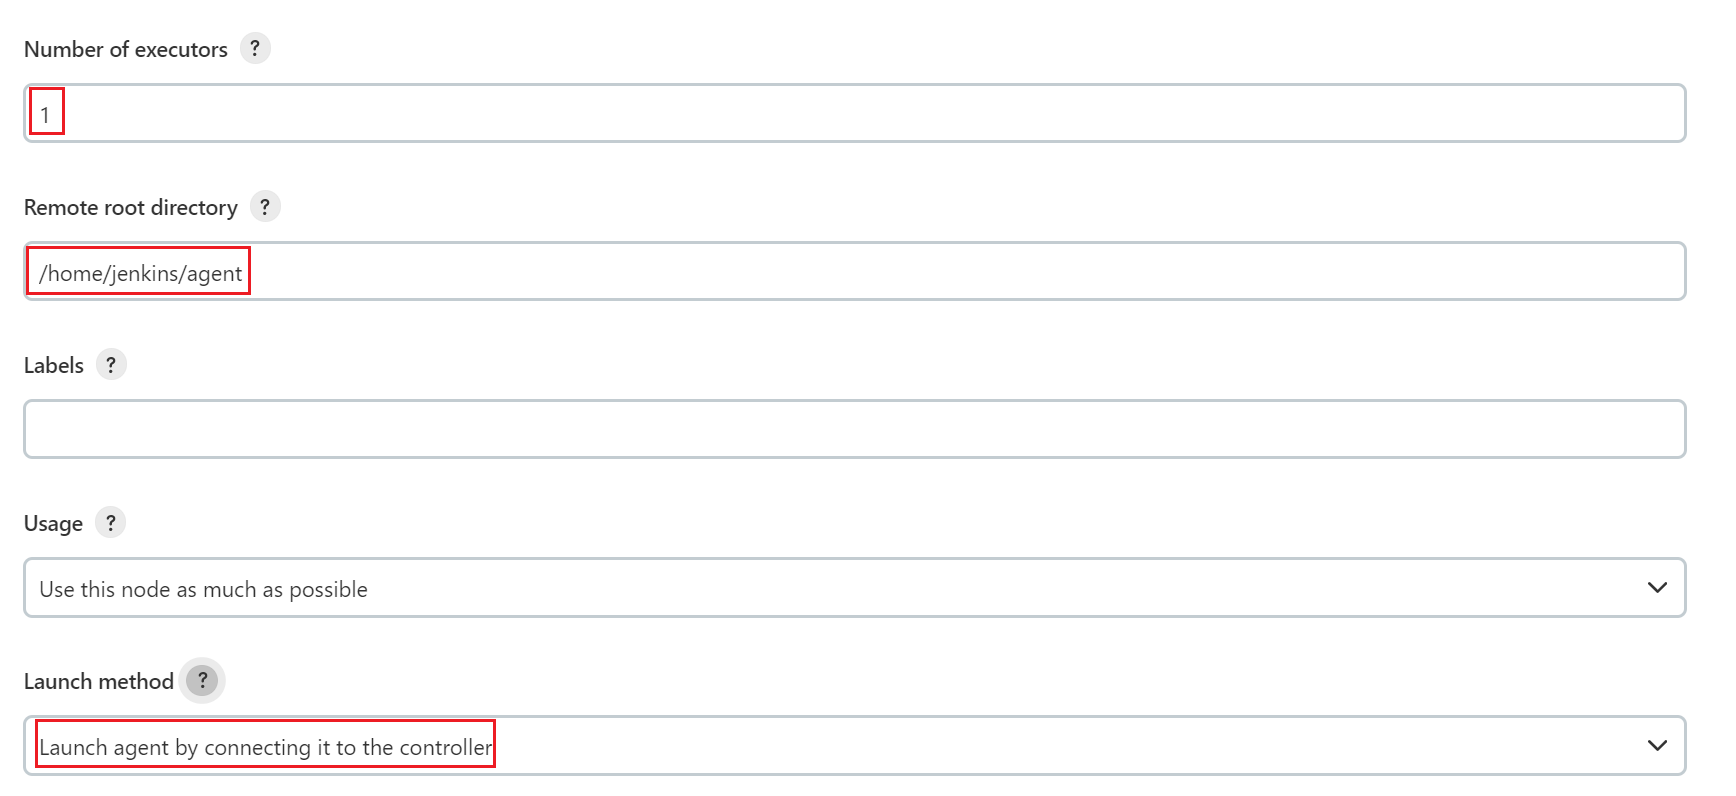 Number of executors ?
1
Remote root directory ?
/home/jenkins/agent
Labels ?
Usage ?
Use this node as much as possible
Launch method ?
Launch agent by connecting it to the controller